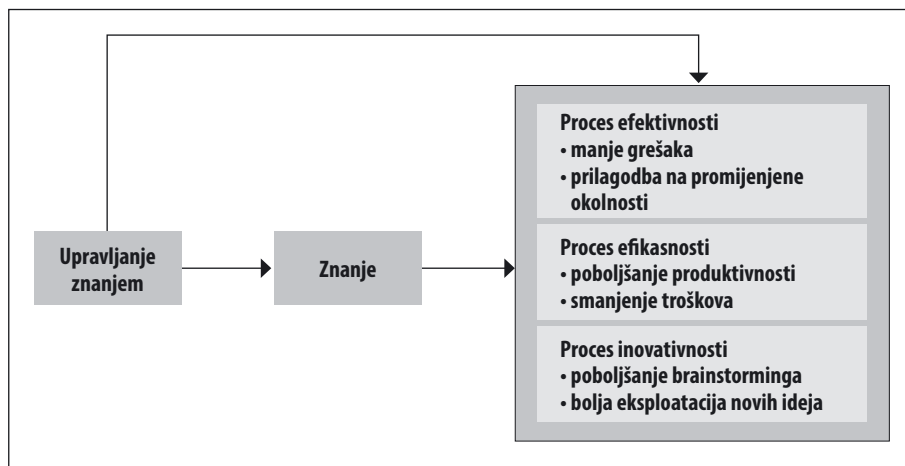 Upravljanje
znanjem
Znanje
Proces efektivnosti
• manje grešaka
• prilagodba na promijenjene
okolnosti
Proces efikasnosti
• poboljšanje produktivnosti
• smanjenje troškova
Proces inovativnosti
• poboljšanje brainstorminga
• bolja eksploatacija novih ideja